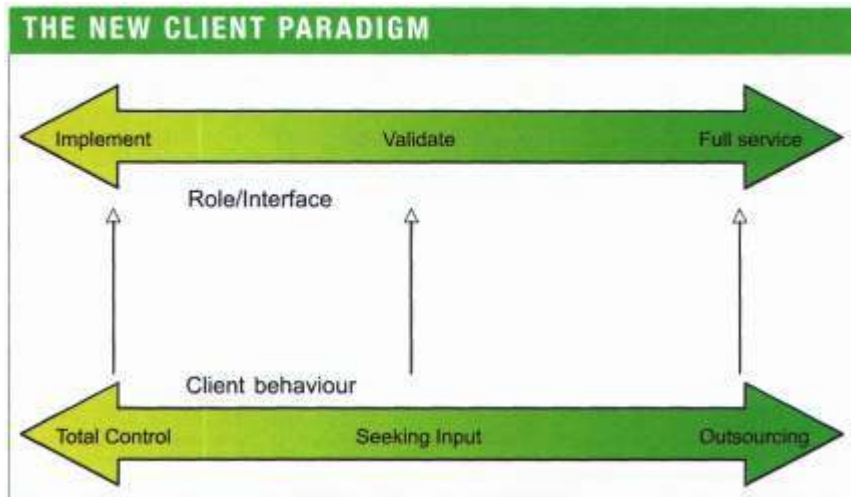 THE NEW CLIENT PARADIGM
Implement Validate Full service
Role/Interface
Client behaviour
Total Control Seeking Input Outsourcing